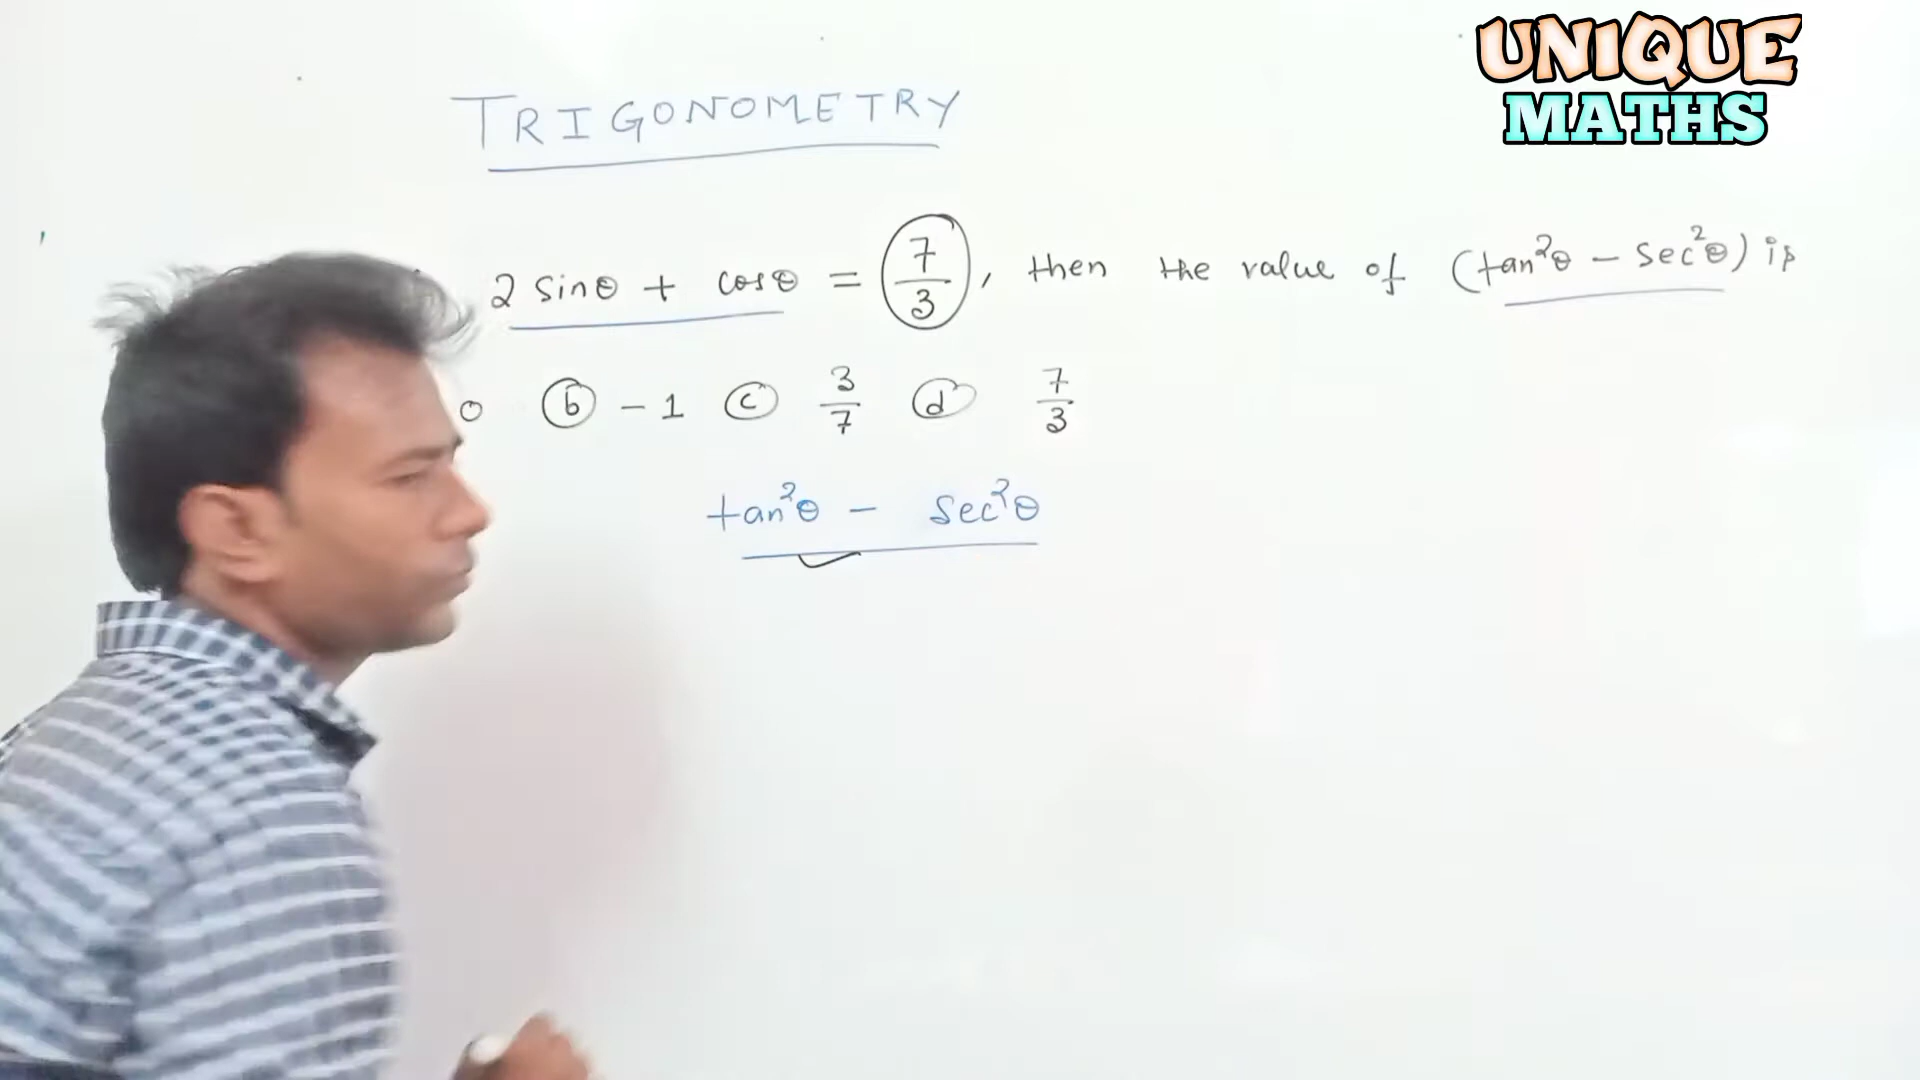 UNIQUE
MATHS
TRIGONOMETRY
2 sinθ + cosθ = 7/3, then the value of (tan²θ - sec²θ) is
0 (b) -1 (c) 3/7 (d) 7/3
tan²θ - sec²θ